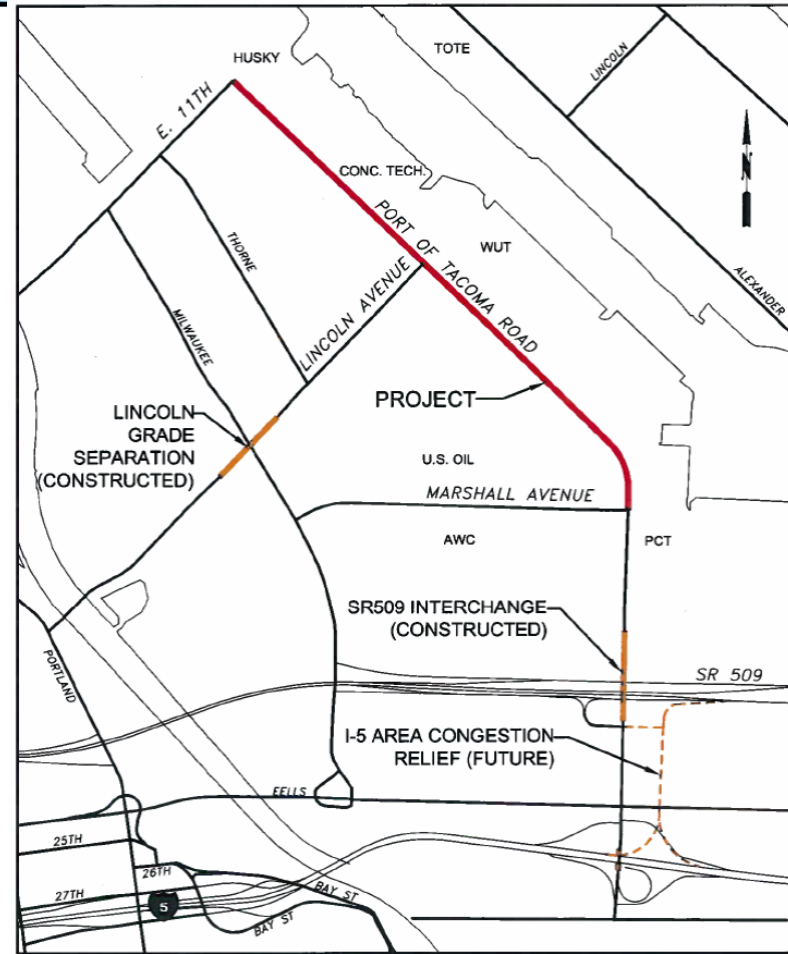 HUSKY
TOTE
LINCOLN
E. 11TH
N
CONC. TECH.
PORT OF TACOMA ROAD
THORNE
WUT
LINCOLN AVENUE
ALEXANDER
MILWAUKEE
PROJECT
LINCOLN
GRADE
SEPARATION
(CONSTRUCTED)
U.S. OIL
MARSHALL AVENUE
AWC
PCT
SR509 INTERCHANGE
(CONSTRUCTED)
PORTLAND
SR 509
I-5 AREA CONGESTION
RELIEF (FUTURE)
EELLS
25TH
26TH
27TH
5
BAY ST
BAY ST